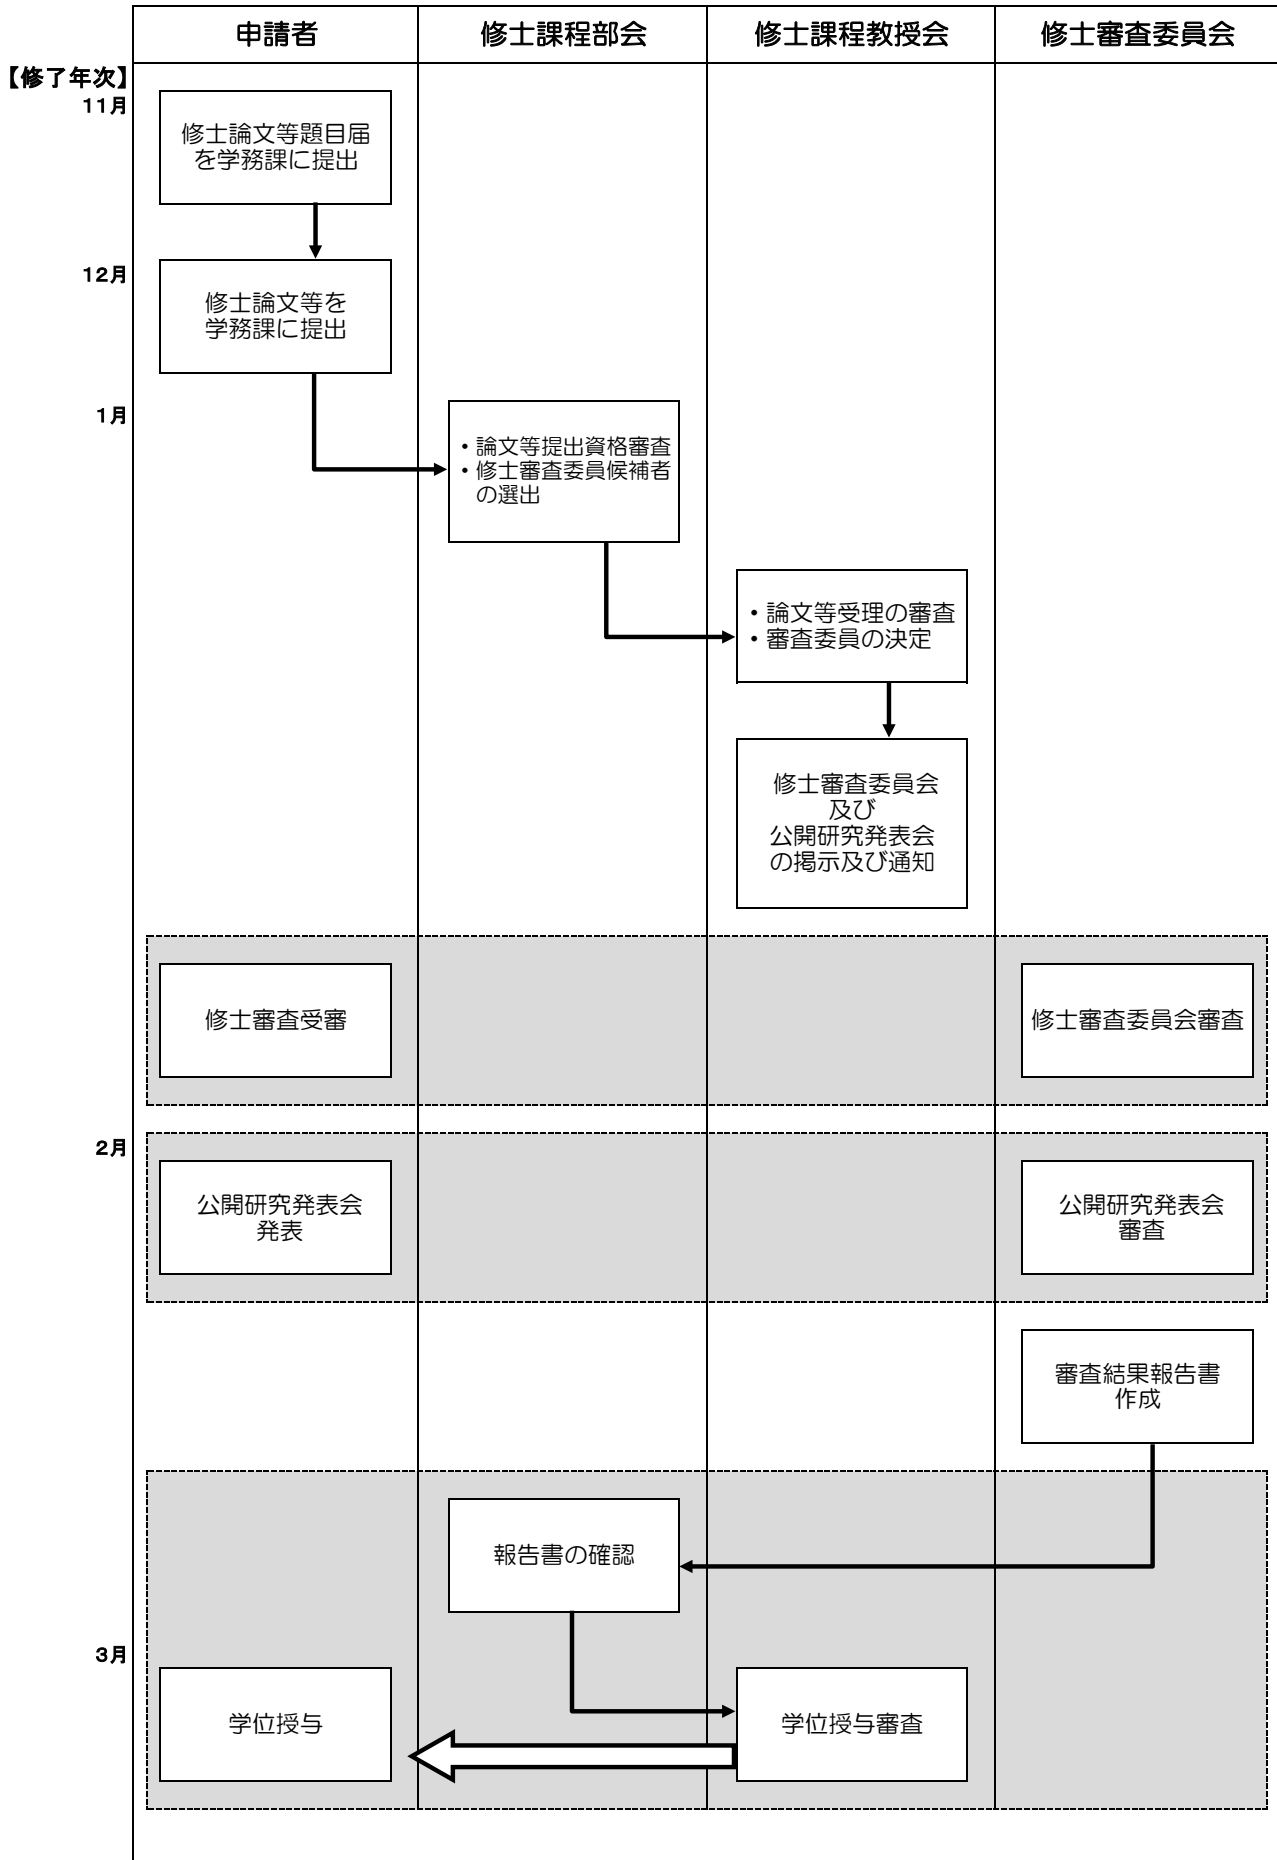 申請者
修士課程部会
修士課程教授会
修士審査委員会
【修了年次】
11月
修士論文等題目届
を学務課に提出
12月
修士論文等を
学務課に提出
1月
・論文等提出資格審査
・修士審査委員候補者
の選出
・論文等受理の審査
・審査委員の決定
修士審査委員会
及び
公開研究発表会
の掲示及び通知
修士審査受審
修士審査委員会審査
2月
公開研究発表会
発表
公開研究発表会
審査
審査結果報告書
作成
報告書の確認
3月
学位授与
学位授与審査